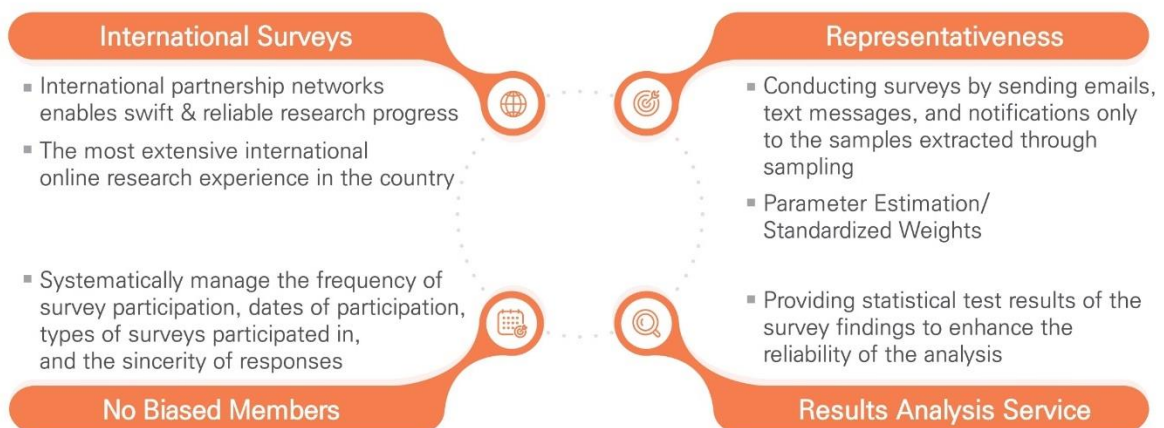 International Surveys
▪ International partnership networks
enables swift & reliable research progress
▪ The most extensive international
online research experience in the country
Representativeness
▪ Conducting surveys by sending emails,
text messages, and notifications only
to the samples extracted through
sampling
▪ Parameter Estimation/
Standardized Weights
▪ Systematically manage the frequency of
survey participation, dates of participation,
types of surveys participated in,
and the sincerity of responses
No Biased Members
▪ Providing statistical test results of the
survey findings to enhance the
reliability of the analysis
Results Analysis Service